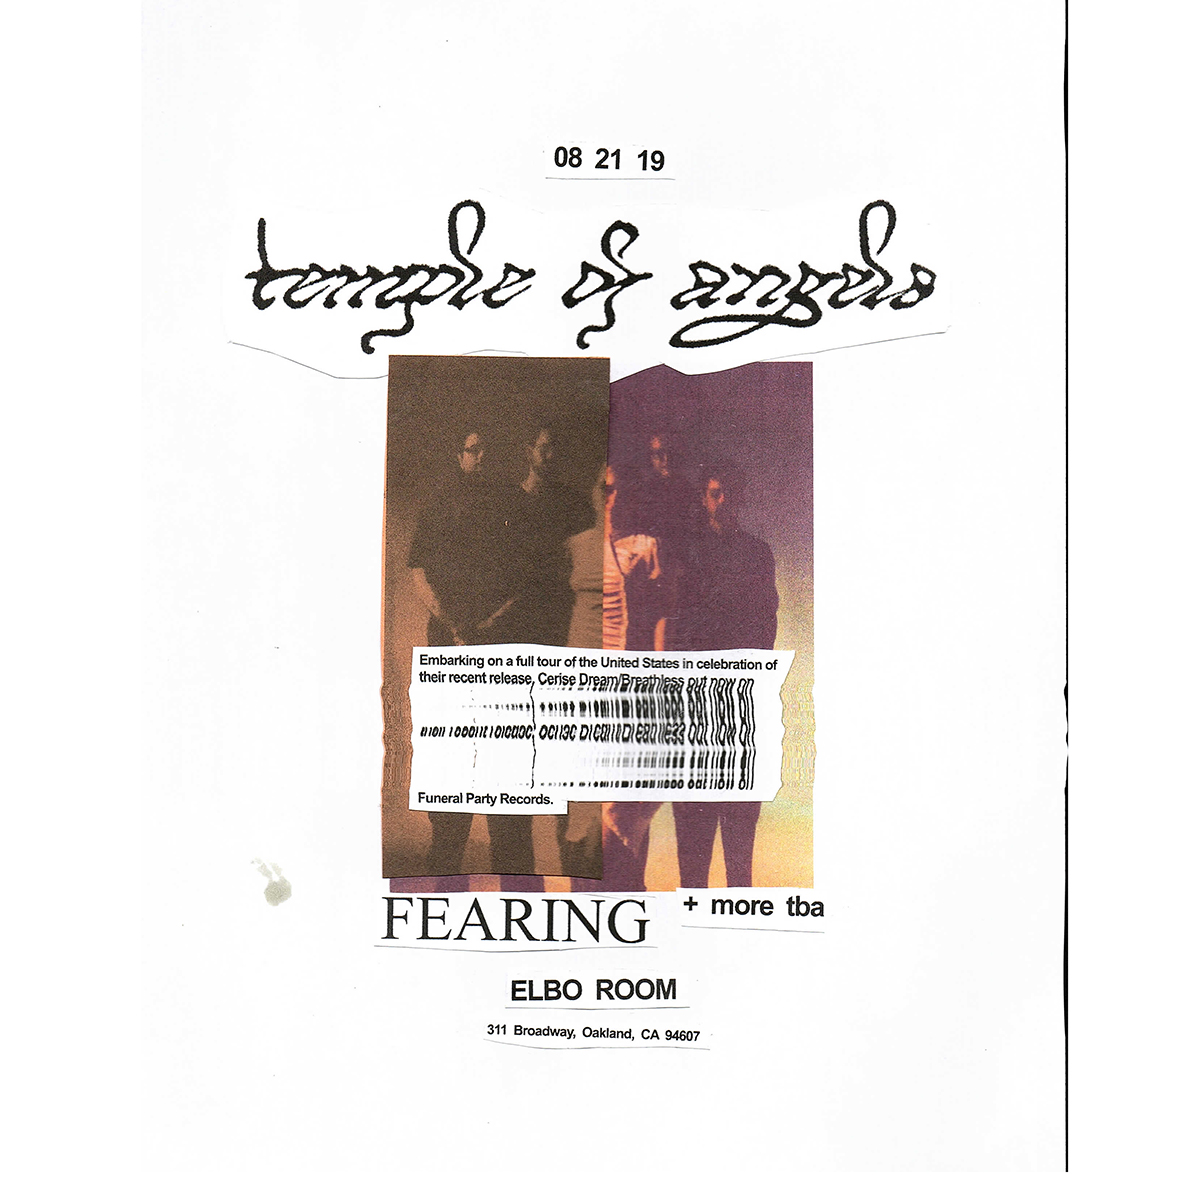 08 21 19
temple of angels
Embarking on a full tour of the United States in celebration of
their recent release, Cerise Dream/Breathless out now on
Funeral Party Records.
FEARING
+ more tba
ELBO ROOM
311 Broadway, Oakland, CA 94607